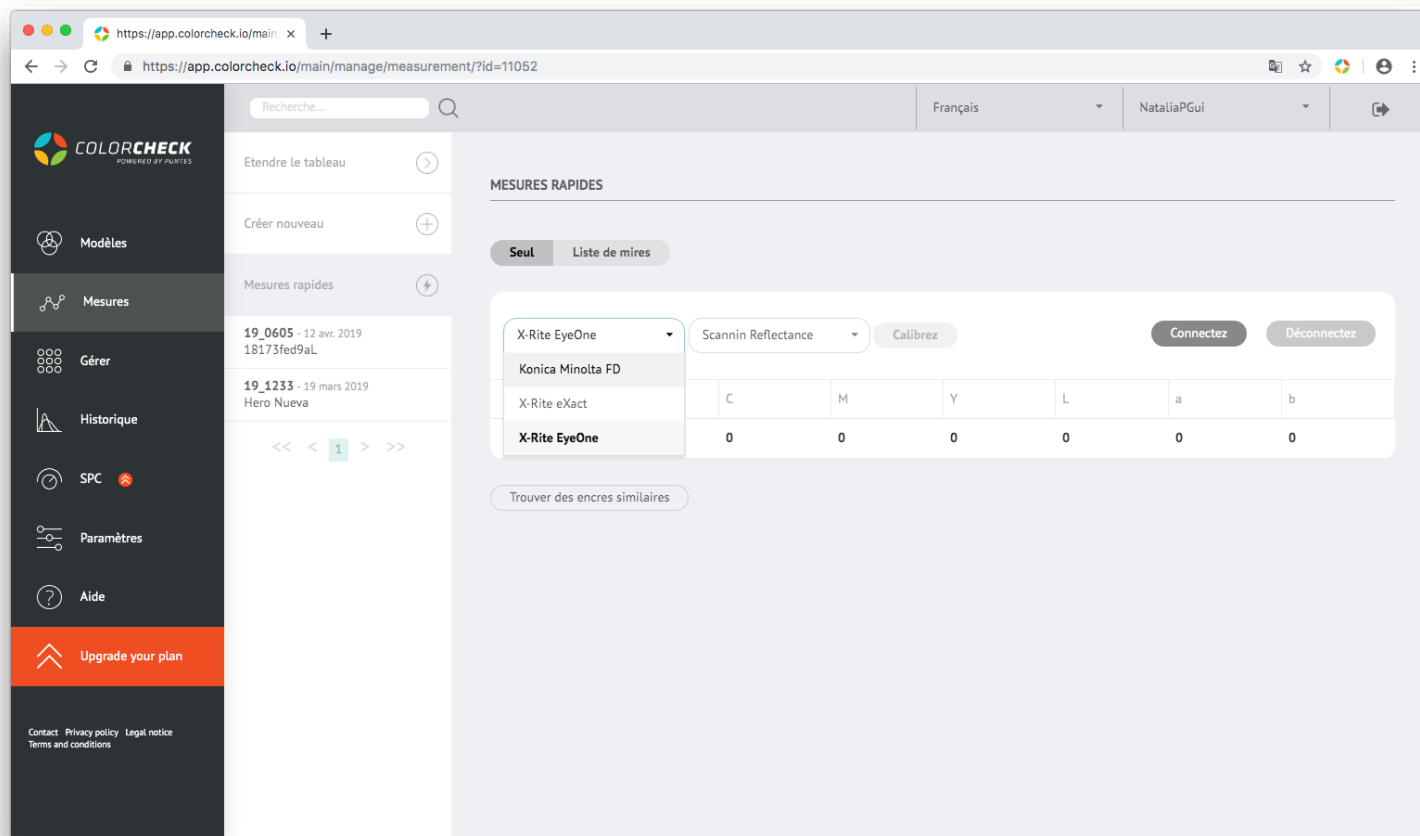 https://app.colorcheck.io/main
https://app.colorcheck.io/main/manage/measurement/?id=11052
COLORCHECK
POWERED BY PUNTES
Modèles
Mesures
Gérer
Historique
SPC
Paramètres
Aide
Upgrade your plan
Contact Privacy policy Legal notice
Terms and conditions
Recherche...
Français
NataliaPGui
Etendre le tableau
Créer nouveau
Mesures rapides
19_0605 - 12 avr. 2019
18173fed9aL
19_1233 - 19 mars 2019
Hero Nueva
<< < 1 > >>
MESURES RAPIDES
Seul Liste de mires
X-Rite EyeOne Scannin Reflectance Calibrez Connectez Déconnectez
Konica Minolta FD
X-Rite eXact
X-Rite EyeOne
C M Y L a b
0 0 0 0 0 0
Trouver des encres similaires